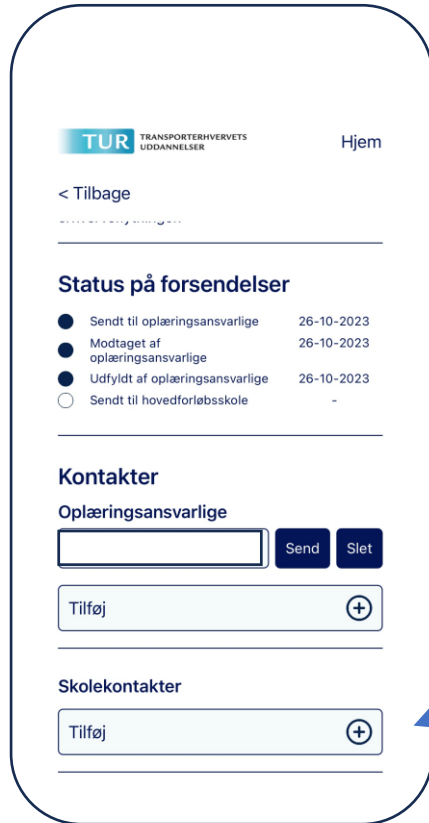 TUR TRANSPORTERHVERVETS
UDDANNELSER
Hjem
< Tilbage
Status på forsendelser
Sendt til oplæringsansvarlige 26-10-2023
Modtaget af 26-10-2023
oplæringsansvarlige
Udfyldt af oplæringsansvarlige 26-10-2023
Sendt til hovedforløbsskole -
Kontakter
Oplæringsansvarlige
Send Slet
Tilføj
Skolekontakter
Tilføj